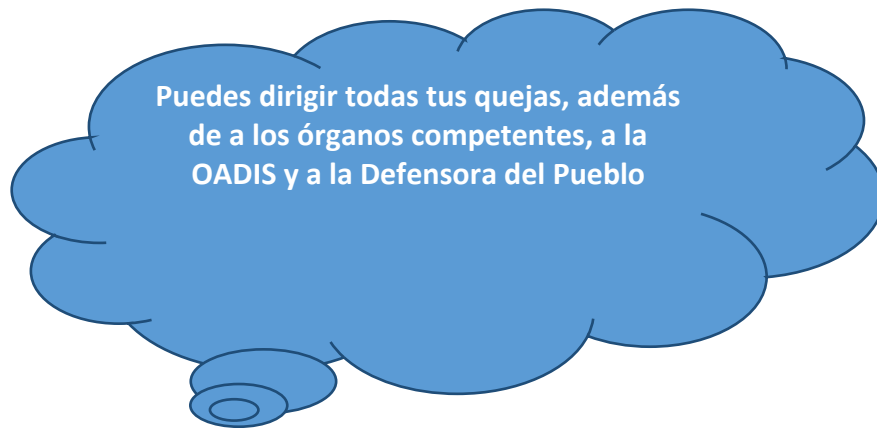 Puedes dirigir todas tus quejas, además
de a los órganos competentes, a la
OADIS y a la Defensora del Pueblo